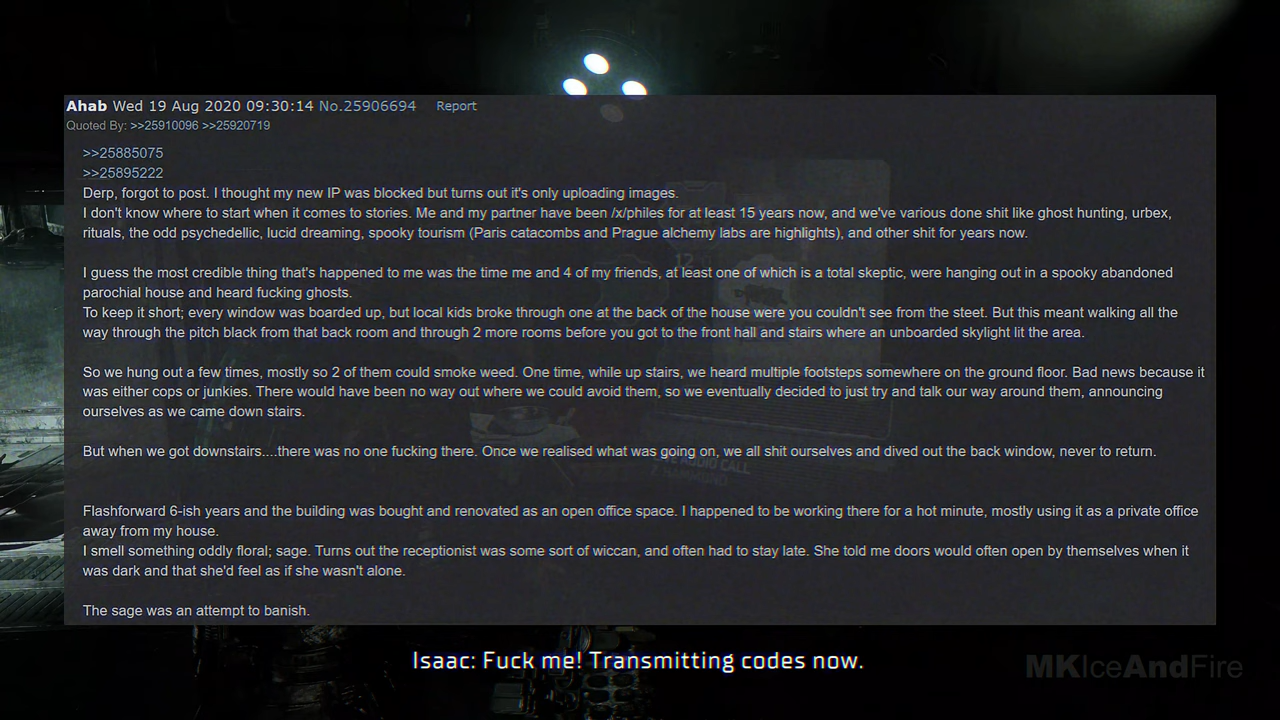 Ahab Wed 19 Aug 2020 09:30:14 No.25906694 Report
Quoted By: >>25910096 >>25920719
>>25885075
>>25895222
Derp, forgot to post. I thought my new IP was blocked but turns out it's only uploading images.
I don't know where to start when it comes to stories. Me and my partner have been /x/philes for at least 15 years now, and we've various done shit like ghost hunting, urbex,
rituals, the odd psychedellic, lucid dreaming, spooky tourism (Paris catacombs and Prague alchemy labs are highlights), and other shit for years now.
I guess the most credible thing that's happened to me was the time me and 4 of my friends, at least one of which is a total skeptic, were hanging out in a spooky abandoned
parochial house and heard fucking ghosts.
To keep it short; every window was boarded up, but local kids broke through one at the back of the house were you couldn't see from the steet. But this meant walking all the
way through the pitch black from that back room and through 2 more rooms before you got to the front hall and stairs where an unboarded skylight lit the area.
So we hung out a few times, mostly so 2 of them could smoke weed. One time, while up stairs, we heard multiple footsteps somewhere on the ground floor. Bad news because it
was either cops or junkies. There would have been no way out where we could avoid them, so we eventually decided to just try and talk our way around them, announcing
ourselves as we came down stairs.
But when we got downstairs....there was no one fucking there. Once we realised what was going on, we all shit ourselves and dived out the back window, never to return.
Flashforward 6-ish years and the building was bought and renovated as an open office space. I happened to be working there for a hot minute, mostly using it as a private office
away from my house.
I smell something oddly floral; sage. Turns out the receptionist was some sort of wiccan, and often had to stay late. She told me doors would often open by themselves when it
was dark and that she'd feel as if she wasn't alone.
The sage was an attempt to banish.
12
AUDIO CALL
Isaac: Fuck me! Transmitting codes now.
MKIceAndFire